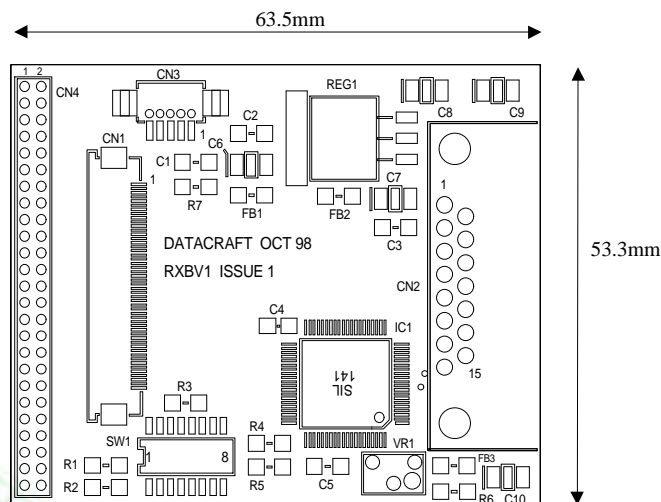 63.5mm
1 2
CN4
CN3
1
C2
REG1
C8
C9
CN1
C6
C1
1
R7
FB1
FB2
C7
C3
1
53.3mm
DATACRAFT OCT 98
RXBV1 ISSUE 1
CN2
C4
IC1
SIL
141
15
R3
SW1
1
8
R4
VR1
R1
R5
C5
FB3
R2
R6
C10